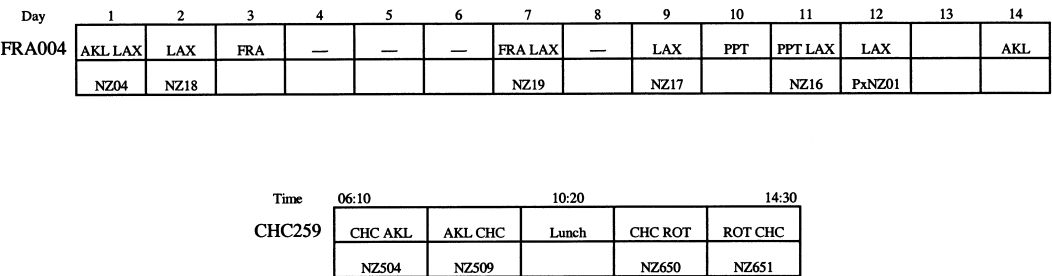 Day 1 2 3 4 5 6 7 8 9 10 11 12 13 14
FRA004 AKL LAX LAX FRA — — — FRA LAX — LAX PPT PPT LAX LAX AKL
NZ04 NZ18 NZ19 NZ17 NZ16 PxNZ01
Time 06:10 10:20 14:30
CHC259 CHC AKL AKL CHC Lunch CHC ROT ROT CHC
NZ504 NZ509 NZ650 NZ651